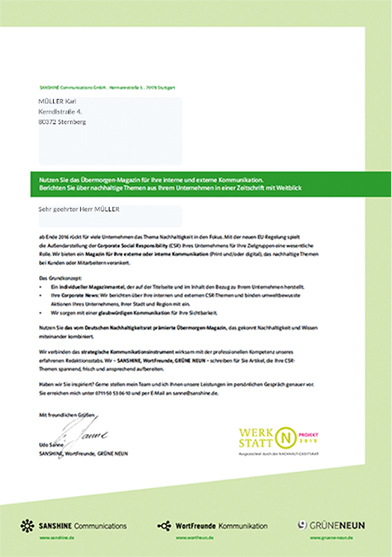 SANSHINE Communications GmbH . Hermannstraße 5 . 70178 Stuttgart
MÜLLER Karl
Kerndlstraße 4.
80372 Sternberg
Nutzen Sie das Übermorgen-Magazin für Ihre interne und externe Kommunikation.
Berichten Sie über nachhaltige Themen aus Ihrem Unternehmen in einer Zeitschrift mit Weitblick
Sehr geehrter Herr MÜLLER
ab Ende 2016 rückt für viele Unternehmen das Thema Nachhaltigkeit in den Fokus. Mit der neuen EU-Regelung spielt
die Außendarstellung der Corporate Social Responsibility (CSR) Ihres Unternehmens für Ihre Zielgruppen eine wesentliche
Rolle. Wir bieten ein Magazin für Ihre externe oder interne Kommunikation (Print und/oder digital), das nachhaltige Themen
bei Kunden oder Mitarbeitern verankert.
Das Grundkonzept:
• Ein individueller Magazinmantel, der auf der Titelseite und im Inhalt den Bezug zu Ihrem Unternehmen herstellt.
• Ihre Corporate News: Wir berichten über Ihre internen und externen CSR-Themen und binden umweltbewusste
Aktionen Ihres Unternehmens, Ihrer Stadt und Region mit ein.
• Wir sorgen mit einer glaubwürdigen Kommunikation für Ihre Sichtbarkeit.
Nutzen Sie das vom Deutschen Nachhaltigkeitsrat prämierte Übermorgen-Magazin, das gekonnt Nachhaltigkeit und Wissen
miteinander kombiniert.
Wir verbinden das strategische Kommunikationsinstrument wirksam mit der professionellen Kompetenz unseres
erfahrenen Redaktionsstabs. Wir – SANSHINE, WortFreunde, GRÜNE NEUN – schreiben für Sie Artikel, die Ihre CSR-
Themen spannend, frisch und ansprechend aufbereiten.
Haben wir Sie inspiriert? Gerne stellen mein Team und ich Ihnen unsere Leistungen im persönlichen Gespräch genauer vor.
Sie erreichen mich unter 0711-50 53 06-10 und per E-Mail an sanne@sanshine.de.
Mit freundlichen Grüßen
Udo Sanne
SANSHINE, WortFreunde, GRÜNE NEUN
WERK
STATT
N
PROJEKT
2016
Ausgezeichnet durch den NACHHALTIGKEITSRAT
SANSHINE Communications
www.sanshine.de
WortFreunde Kommunikation
www.wortfreun.de
GRÜNENEUN
www.gruene-neun.de